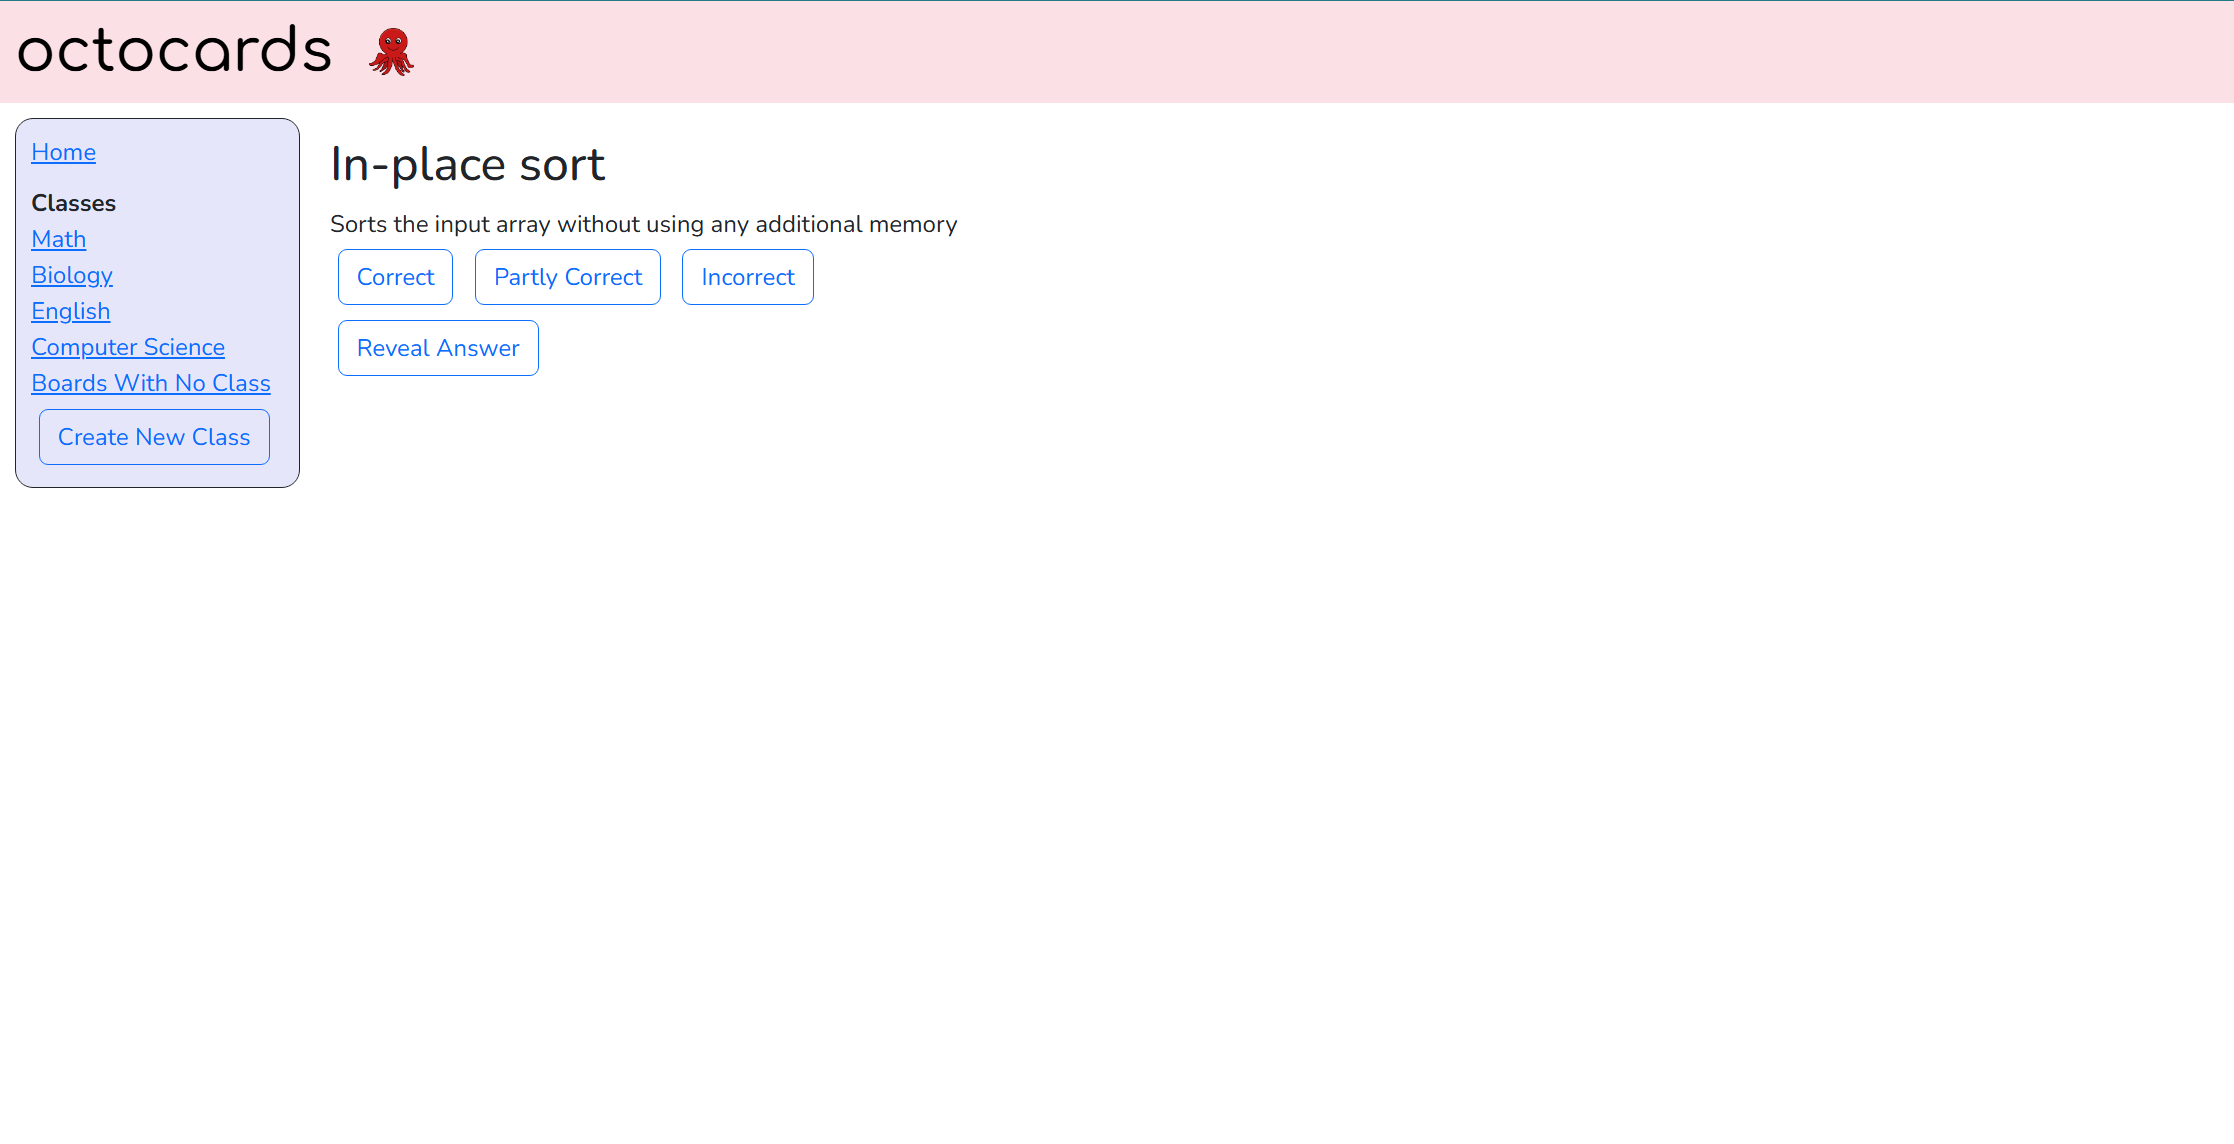 octocards
Home
Classes
Math
Biology
English
Computer Science
Boards With No Class
Create New Class
In-place sort
Sorts the input array without using any additional memory
Correct Partly Correct Incorrect
Reveal Answer